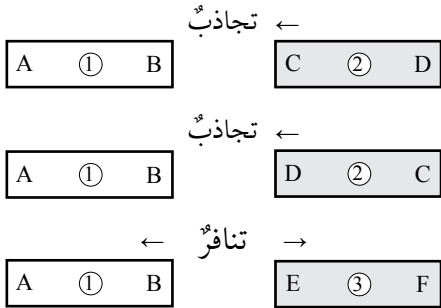 ← تجاذبٌ
A ① B C ② D
← تجاذبٌ
A ① B D ② C
← تنافرٌ →
A ① B E ③ F